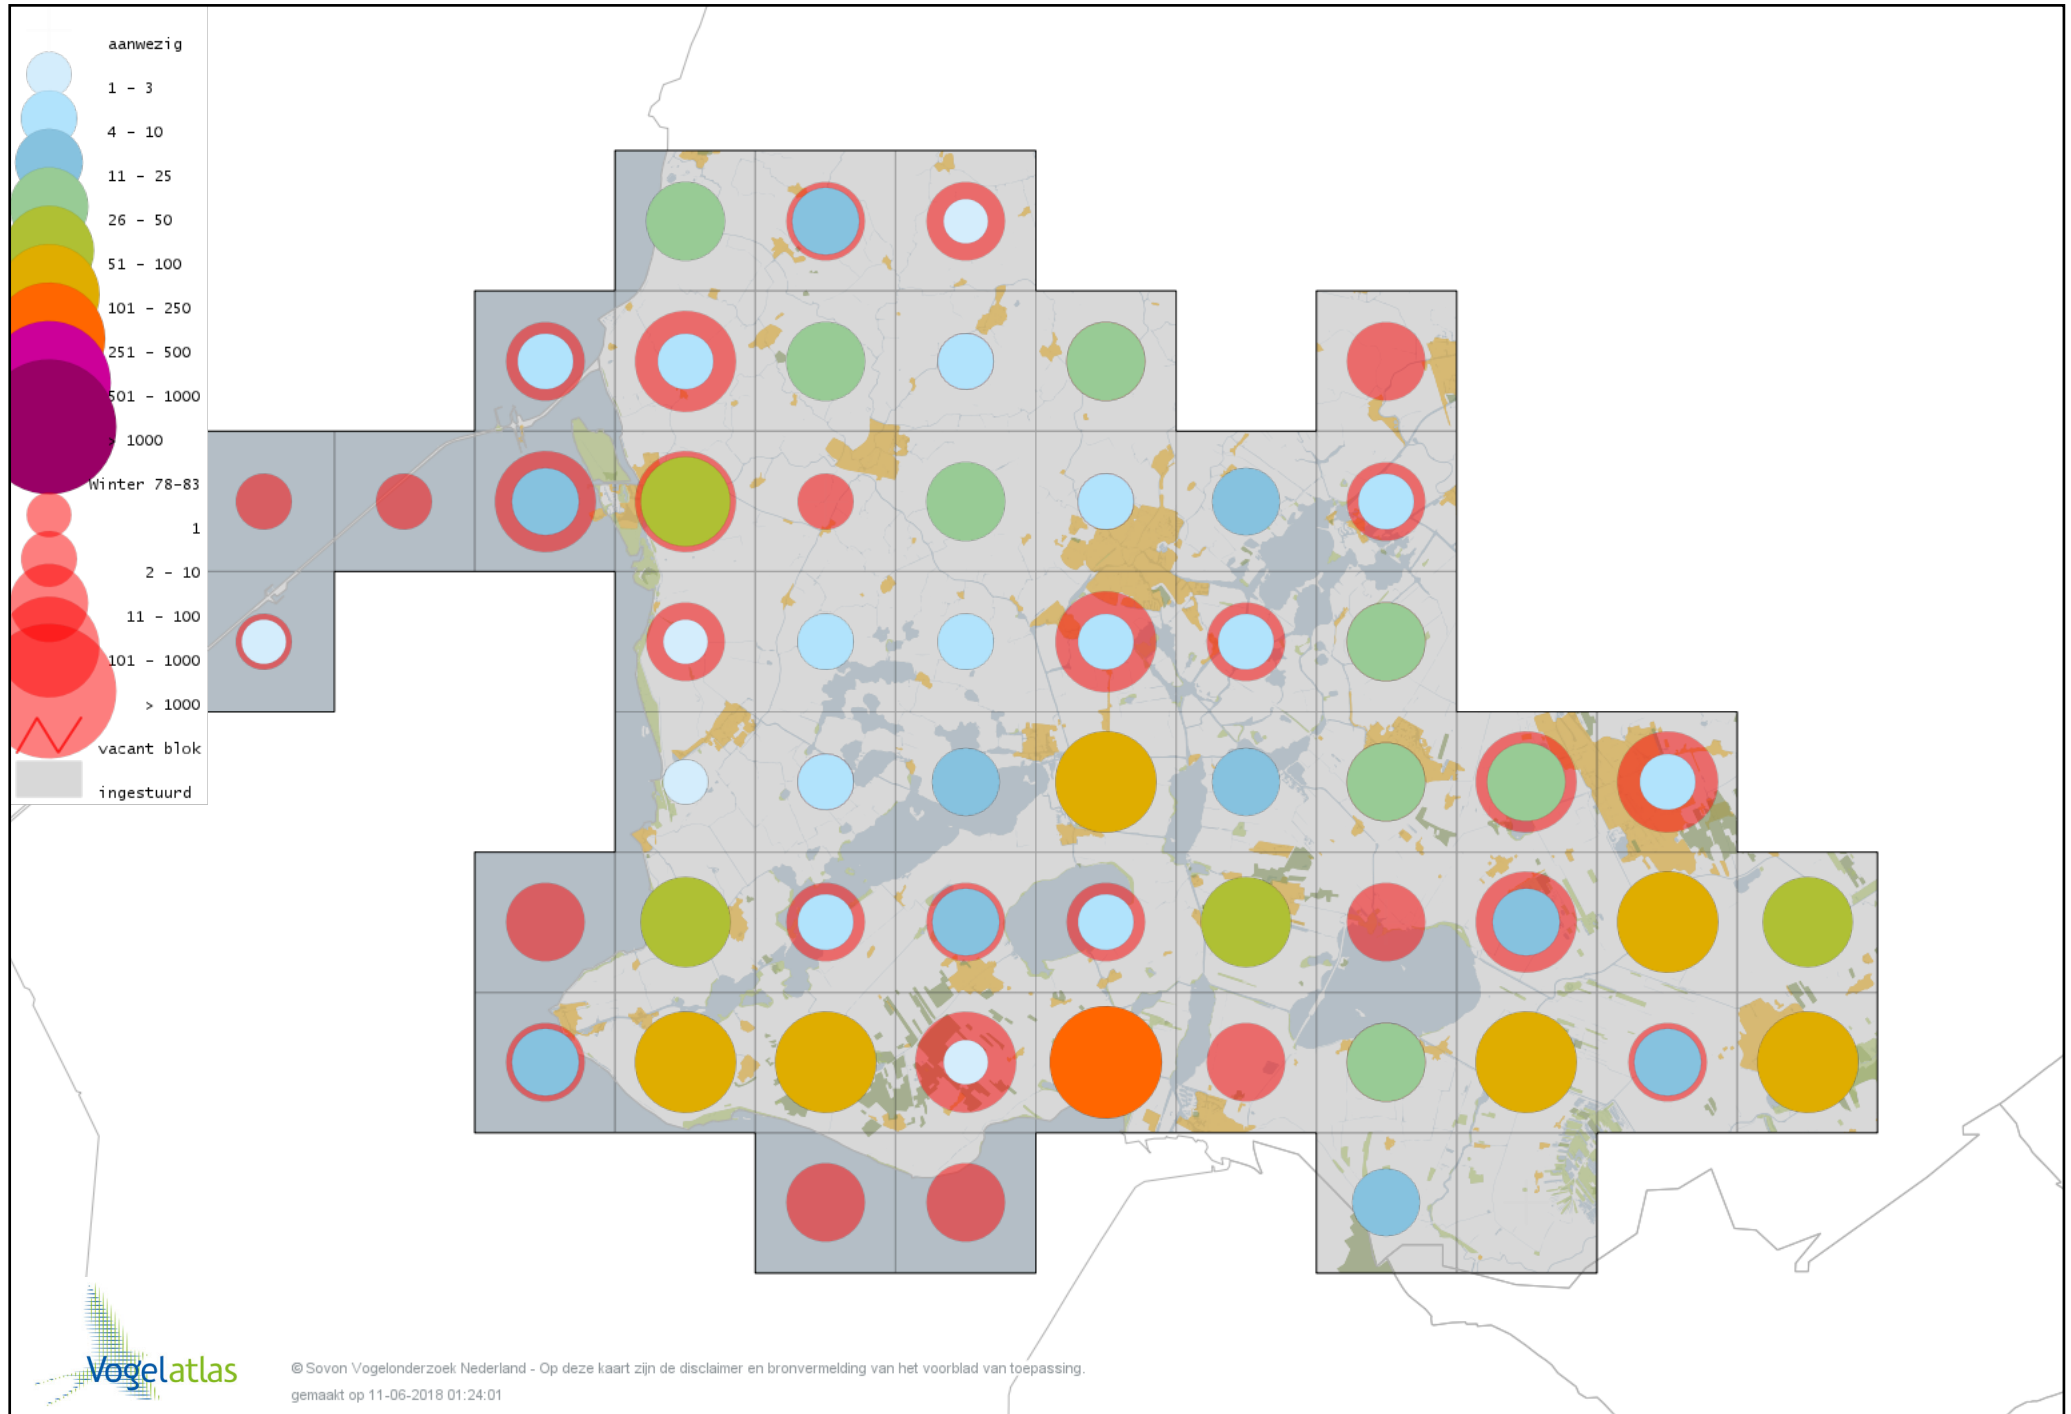 aanwezig
1 - 3
4 - 10
11 - 25
26 - 50
51 - 100
101 - 250
251 - 500
501 - 1000
> 1000
Winter 78-83
1
2 - 10
11 - 100
101 - 1000
> 1000
vacant blok
ingestuurd
Vogelatlas
© Sovon Vogelonderzoek Nederland - Op deze kaart zijn de disclaimer en bronvermelding van het voorblad van toepassing.
gemaakt op 11-06-2018 01:24:01